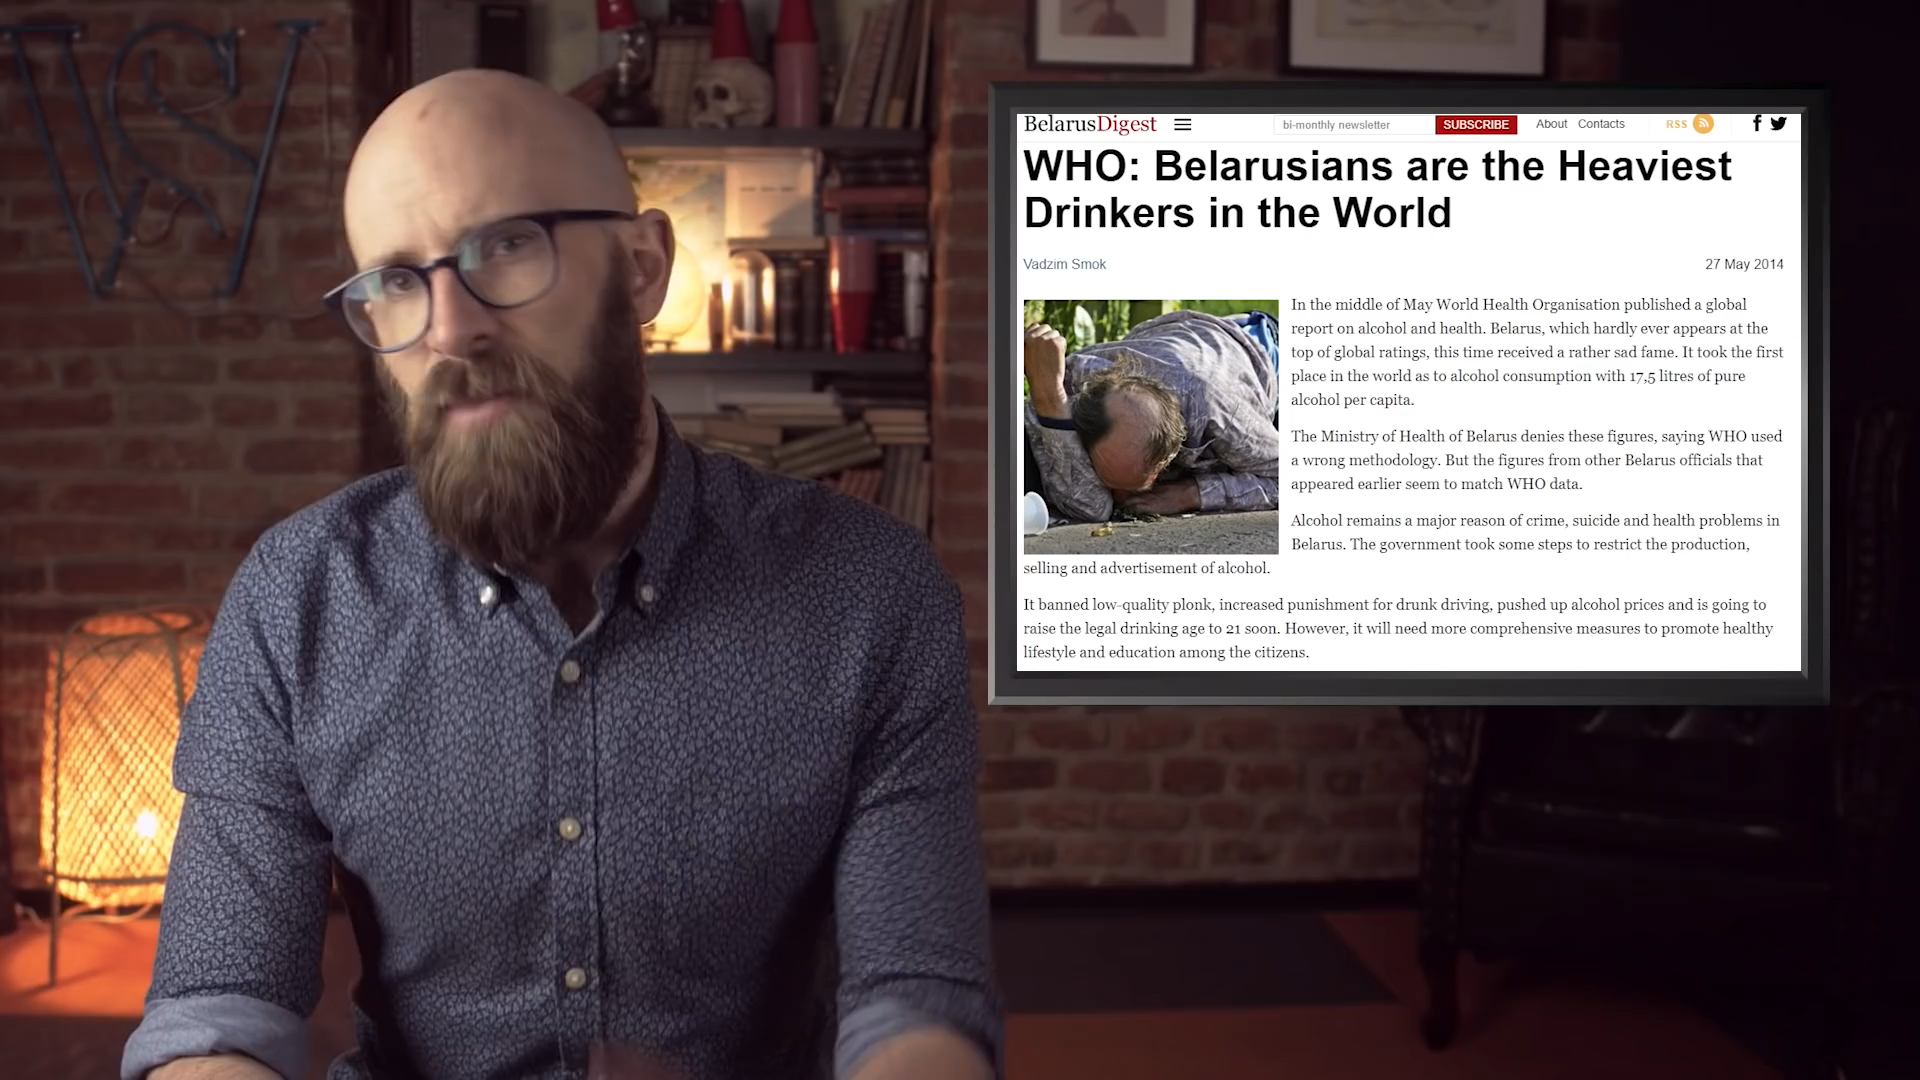 VS
BelarusDigest
bi-monthly newsletter
SUBSCRIBE
About
Contacts
RSS
WHO: Belarusians are the Heaviest
Drinkers in the World
Vadzim Smok
27 May 2014
In the middle of May World Health Organisation published a global
report on alcohol and health. Belarus, which hardly ever appears at the
top of global ratings, this time received a rather sad fame. It took the first
place in the world as to alcohol consumption with 17,5 litres of pure
alcohol per capita.
The Ministry of Health of Belarus denies these figures, saying WHO used
a wrong methodology. But the figures from other Belarus officials that
appeared earlier seem to match WHO data.
Alcohol remains a major reason of crime, suicide and health problems in
Belarus. The government took some steps to restrict the production,
selling and advertisement of alcohol.
It banned low-quality plonk, increased punishment for drunk driving, pushed up alcohol prices and is going to
raise the legal drinking age to 21 soon. However, it will need more comprehensive measures to promote healthy
lifestyle and education among the citizens.